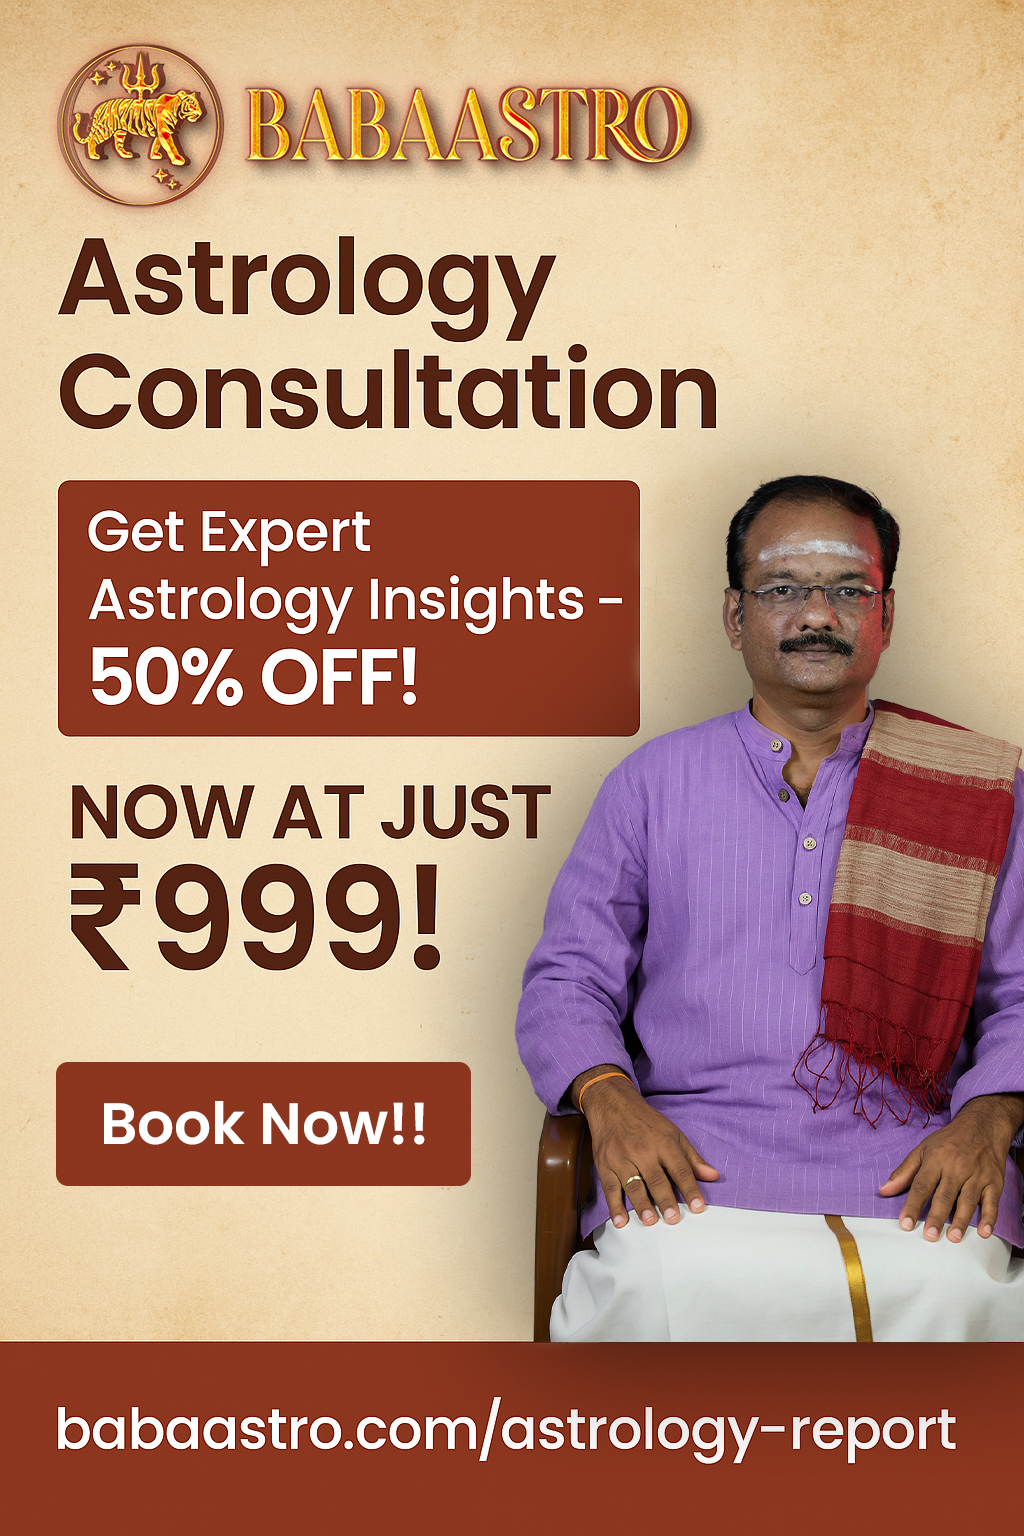 BABAASTRO
Astrology
Consultation
Get Expert
Astrology Insights –
50% OFF!
NOW AT JUST
₹999!
Book Now!!
babaastro.com/astrology-report